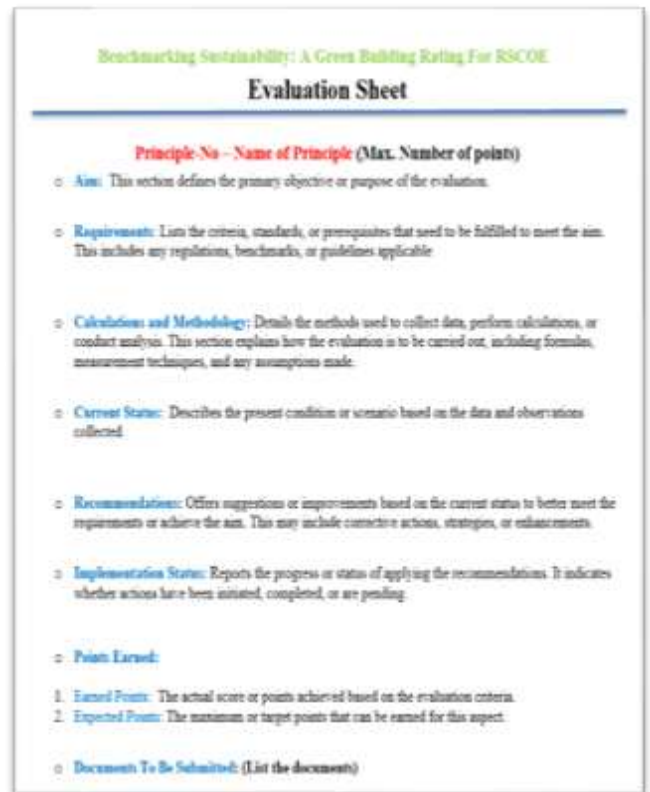 Benchmarking Sustainability: A Green Building Rating For RSCOE
Evaluation Sheet
Principle-No – Name of Principle (Max. Number of points)
○ Aim: This section defines the primary objective or purpose of the evaluation.
○ Requirements: Lists the criteria, standards, or prerequisites that need to be fulfilled to meet the aim.
This includes any regulations, benchmarks, or guidelines applicable
○ Calculations and Methodology: Details the methods used to collect data, perform calculations, or
conduct analysis. This section explains how the evaluation is to be carried out, including formulas,
measurement techniques, and any assumptions made.
○ Current Status: Describes the present condition or scenario based on the data and observations
collected.
○ Recommendations: Offers suggestions or improvements based on the current status to better meet the
requirements or achieve the aim. This may include corrective actions, strategies, or enhancements.
○ Implementation Status: Reports the progress or status of applying the recommendations. It indicates
whether actions have been initiated, completed, or are pending.
○ Points Earned:
1. Earned Points: The actual score or points achieved based on the evaluation criteria.
2. Expected Points: The maximum or target points that can be earned for this aspect.
○ Documents To Be Submitted: (List the documents)